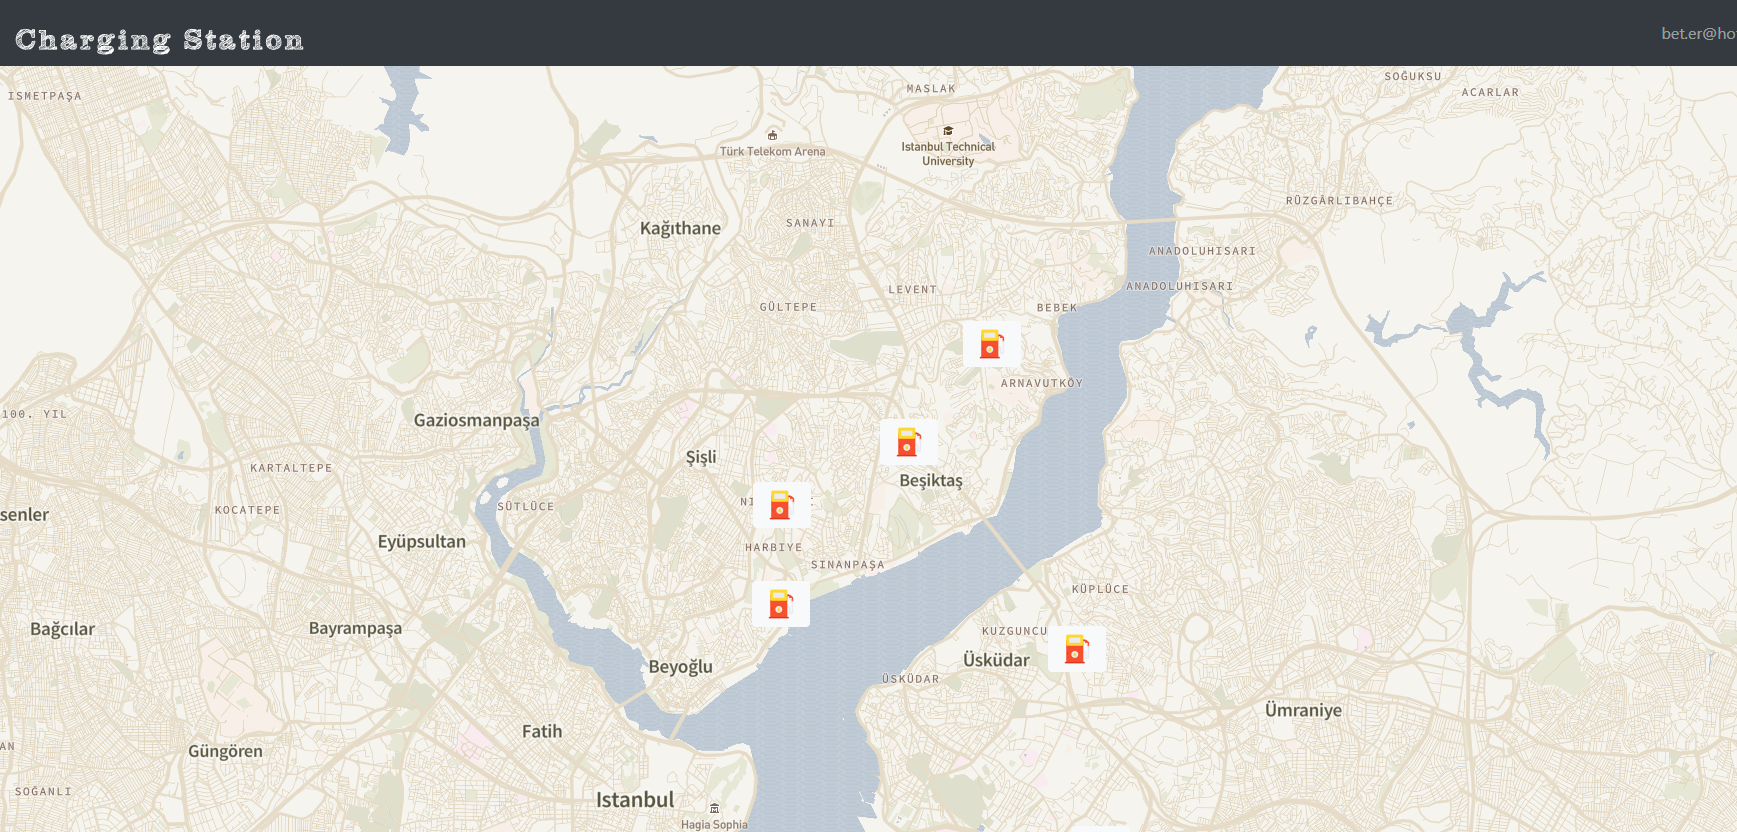 Charging Station
bet.er@ho
ISMETPAŞA
MASLAK
SOĞUKSU
ACARLAR
Türk Telekom Arena
Istanbul Technical
University
RÜZGÂRLIBAHÇE
Kağıthane
SANAYI
ANADOLUHISARI
LEVENT
ANADOLUHISARI
GÜLTEPE
BEBEK
ARNAVUTKÖY
100. YIL
Gaziosmanpaşa
Şişli
KARTALTEPE
Beşiktaş
NI
KOCATEPE
SÜTLÜCE
senler
Eyüpsultan
HARBIYE
SINANPAŞA
KÜPLÜCE
Bağcılar
Bayrampaşa
KUZGUNCU
Beyoğlu
Üsküdar
ÜSKÜDAR
Ümraniye
Fatih
AN
Güngören
SOĞANLI
Istanbul
Hagia Sophia